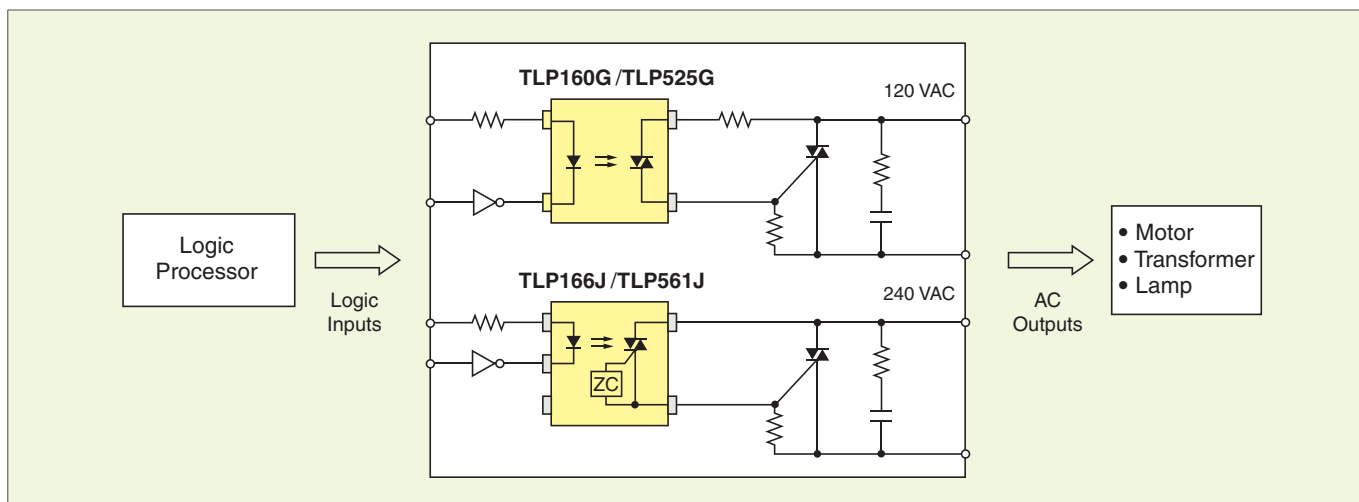 TLP160G/TLP525G
120 VAC
Logic
Processor
Logic
Inputs
TLP166J/TLP561J
240 VAC
ZC
AC
Outputs
• Motor
• Transformer
• Lamp